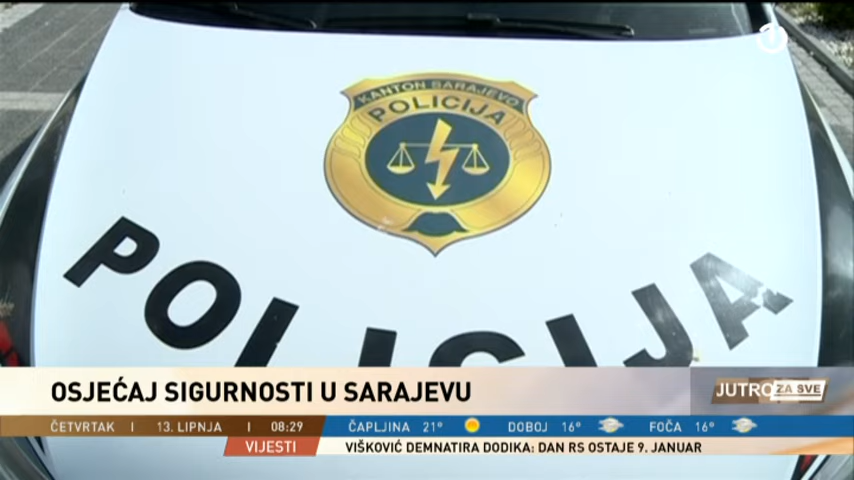 1
KANTON SARAJEVO
POLICIJA
POLICIJA
OSJEĆAJ SIGURNOSTI U SARAJEVU
JUTRO ZA SVE
ČETVRTAK | 13. LIPNJA | 08:29 ČAPLJINA 21° DOBOJ 16° FOČA 16°
VIJESTI VIŠKOVIĆ DEMNATIRA DODIKA: DAN RS OSTAJE 9. JANUAR